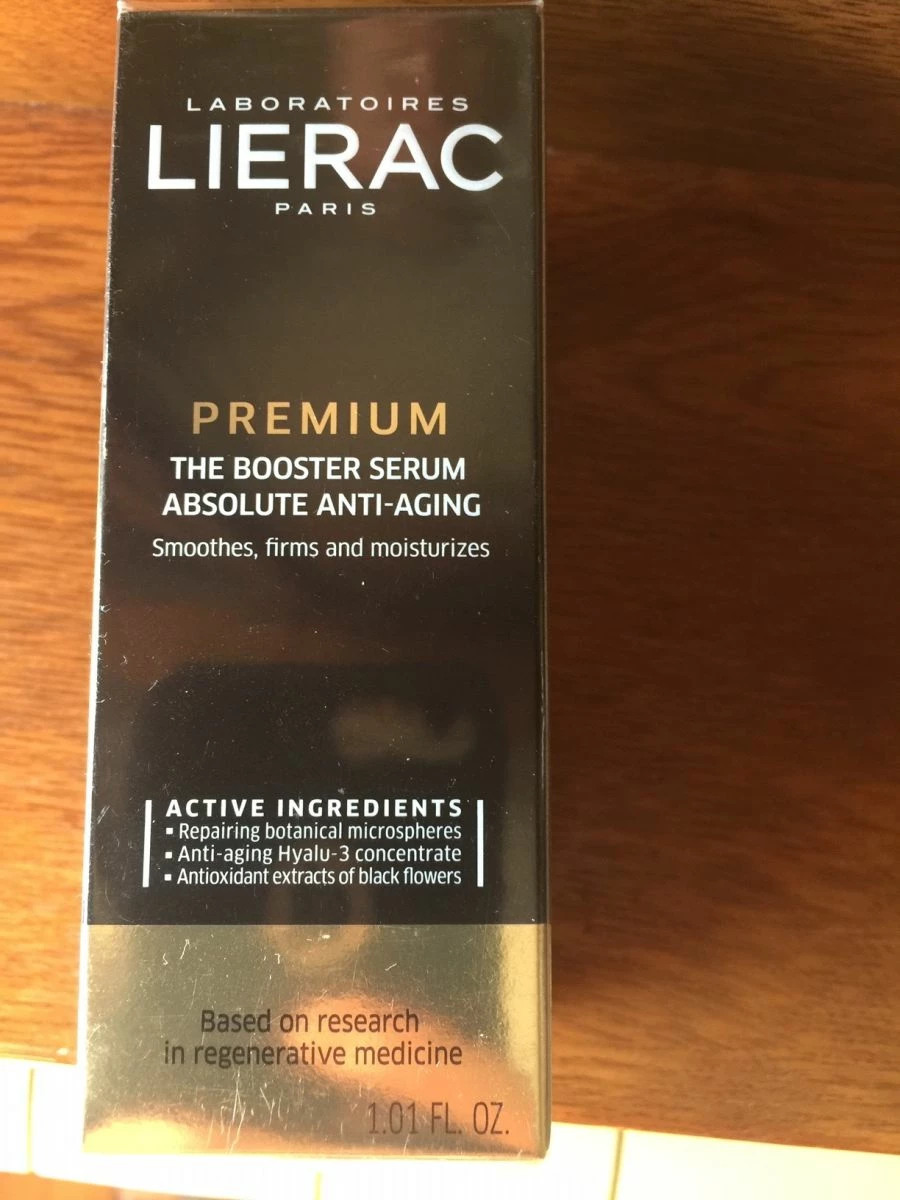 LABORATOIRES
LIERAC
PARIS
PREMIUM
THE BOOSTER SERUM
ABSOLUTE ANTI-AGING
Smoothes, firms and moisturizes
ACTIVE INGREDIENTS
▪ Repairing botanical microspheres
▪ Anti-aging Hyalu-3 concentrate
▪ Antioxidant extracts of black flowers
Based on research
in regenerative medicine
1.01 FL. OZ.